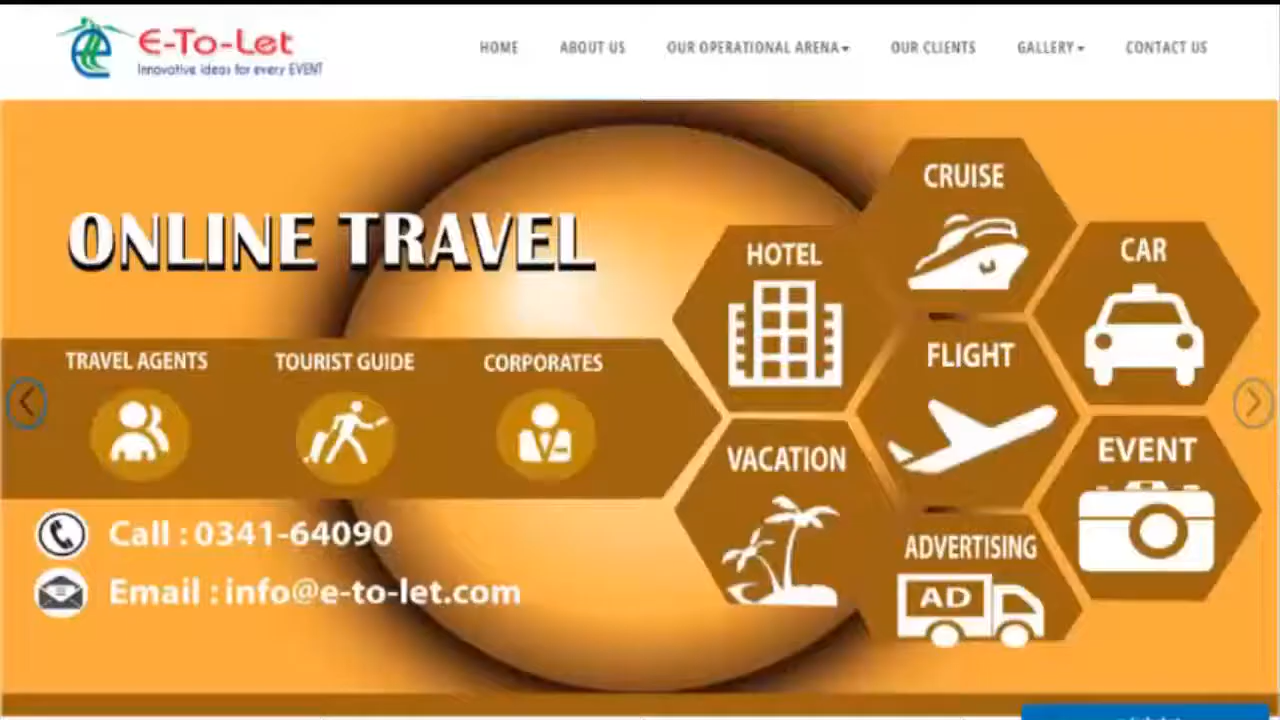 E-To-Let
Innovative ideas for every EVENT
HOME ABOUT US OUR OPERATIONAL ARENA OUR CLIENTS GALLERY CONTACT US
ONLINE TRAVEL
TRAVEL AGENTS TOURIST GUIDE CORPORATES
Call : 0341-64090
Email : info@e-to-let.com
CRUISE
HOTEL
CAR
FLIGHT
VACATION
EVENT
ADVERTISING
AD